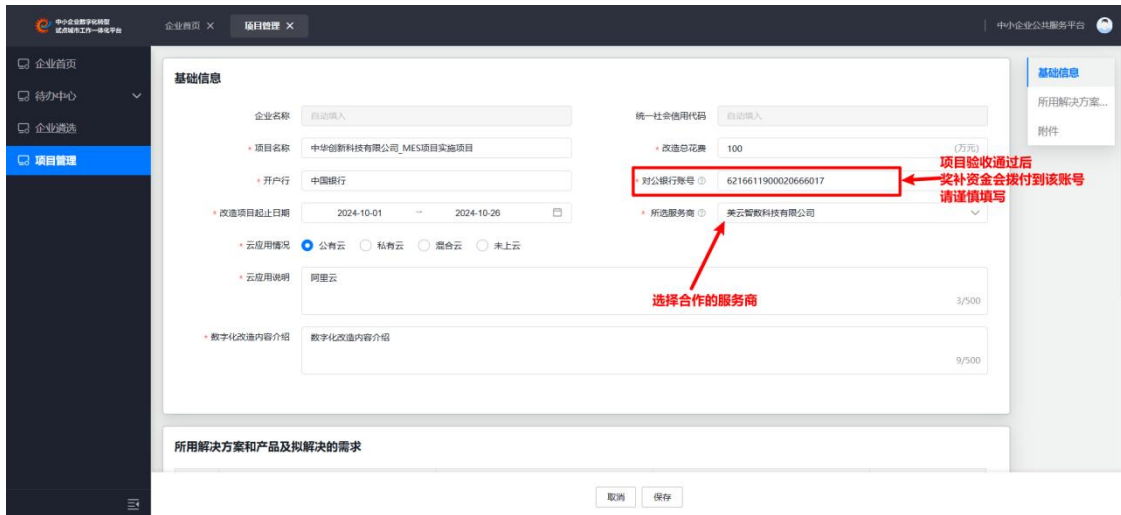 中小企业数字化转型
试点城市工作一体化平台
企业首页 × 项目管理 ×
中小企业公共服务平台
企业首页
待办中心
企业遴选
项目管理
基础信息
企业名称 自动填入 统一社会信用代码 自动填入
* 项目名称 中华创新科技有限公司_MES项目实施项目 * 改造总花费 100 (万元)
* 开户行 中国银行 * 对公银行账号 6216611900020666017
项目验收通过后
奖补资金会拨付到该账号
请谨慎填写
* 改造项目起止日期 2024-10-01 → 2024-10-26 * 所选服务商 美云智数科技有限公司
* 云应用情况 公有云 私有云 混合云 未上云
* 云应用说明 阿里云
3/500
选择合作的服务商
* 数字化改造内容介绍 数字化改造内容介绍
9/500
所用解决方案和产品及拟解决的需求
取消 保存
基础信息
所用解决方案...
附件